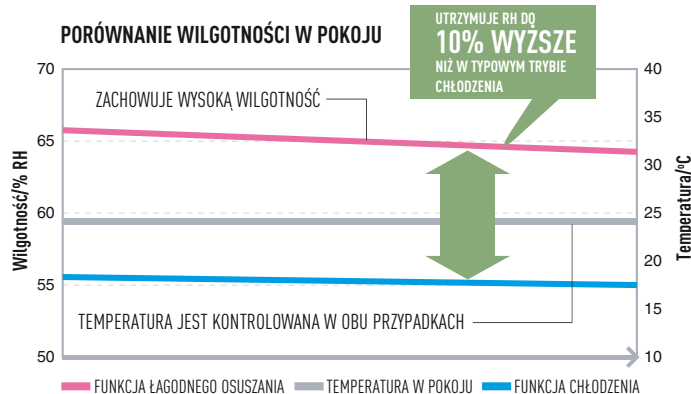 PORÓWNANIE WILGOTNOŚCI W POKOJU
UTRZYMUJE RH DO
10% WYŻSZE
NIŻ W TYPOWYM TRYBIE
CHŁODZENIA
70
65
60
55
50
Wilgotność/% RH
40
35
30
25
20
15
10
Temperatura/ºC
ZACHOWUJE WYSOKĄ WILGOTNOŚĆ
TEMPERATURA JEST KONTROLOWANA W OBU PRZYPADKACH
FUNKCJA ŁAGODNEGO OSUSZANIA
TEMPERATURA W POKOJU
FUNKCJA CHŁODZENIA